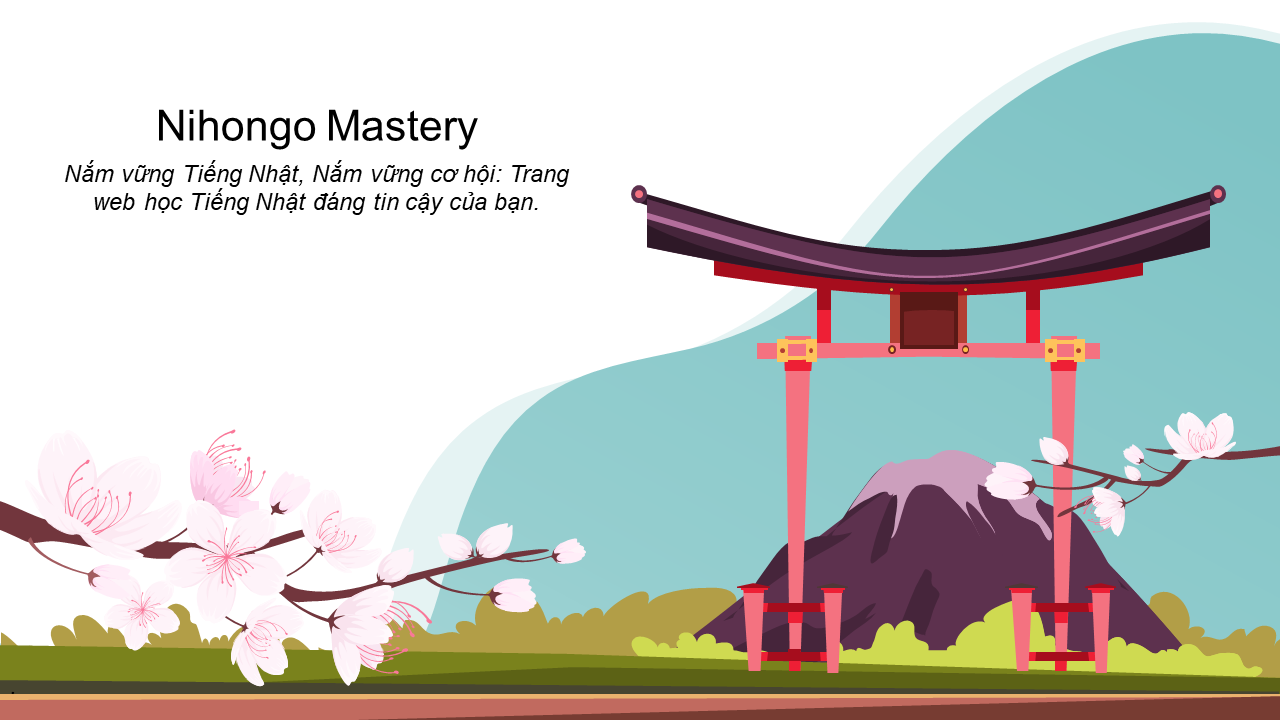 Nihongo Mastery
Nắm vững Tiếng Nhật, Nắm vững cơ hội: Trang
web học Tiếng Nhật đáng tin cậy của bạn.